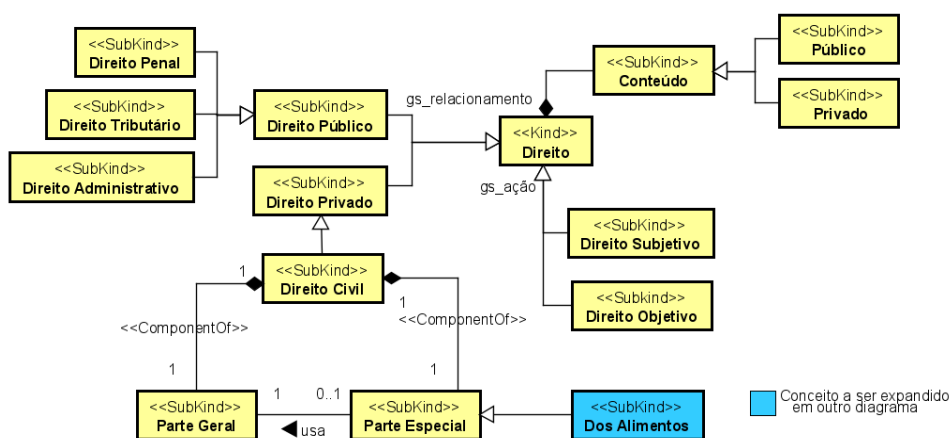 <<SubKind>>
Direito Penal
<<SubKind>>
Direito Tributário
<<SubKind>>
Direito Administrativo
<<SubKind>>
Direito Público
<<SubKind>>
Direito Privado
gs_relacionamento
<<Kind>>
Direito
gs_ação
<<SubKind>>
Conteúdo
<<SubKind>>
Público
<<SubKind>>
Privado
<<SubKind>>
Direito Subjetivo
<<Subkind>>
Direito Objetivo
1
<<SubKind>>
Direito Civil
1
<<ComponentOf>>
<<ComponentOf>>
1
1
<<SubKind>>
Parte Geral
1
0..1
usa
<<SubKind>>
Parte Especial
<<SubKind>>
Dos Alimentos
Conceito a ser expandido
em outro diagrama